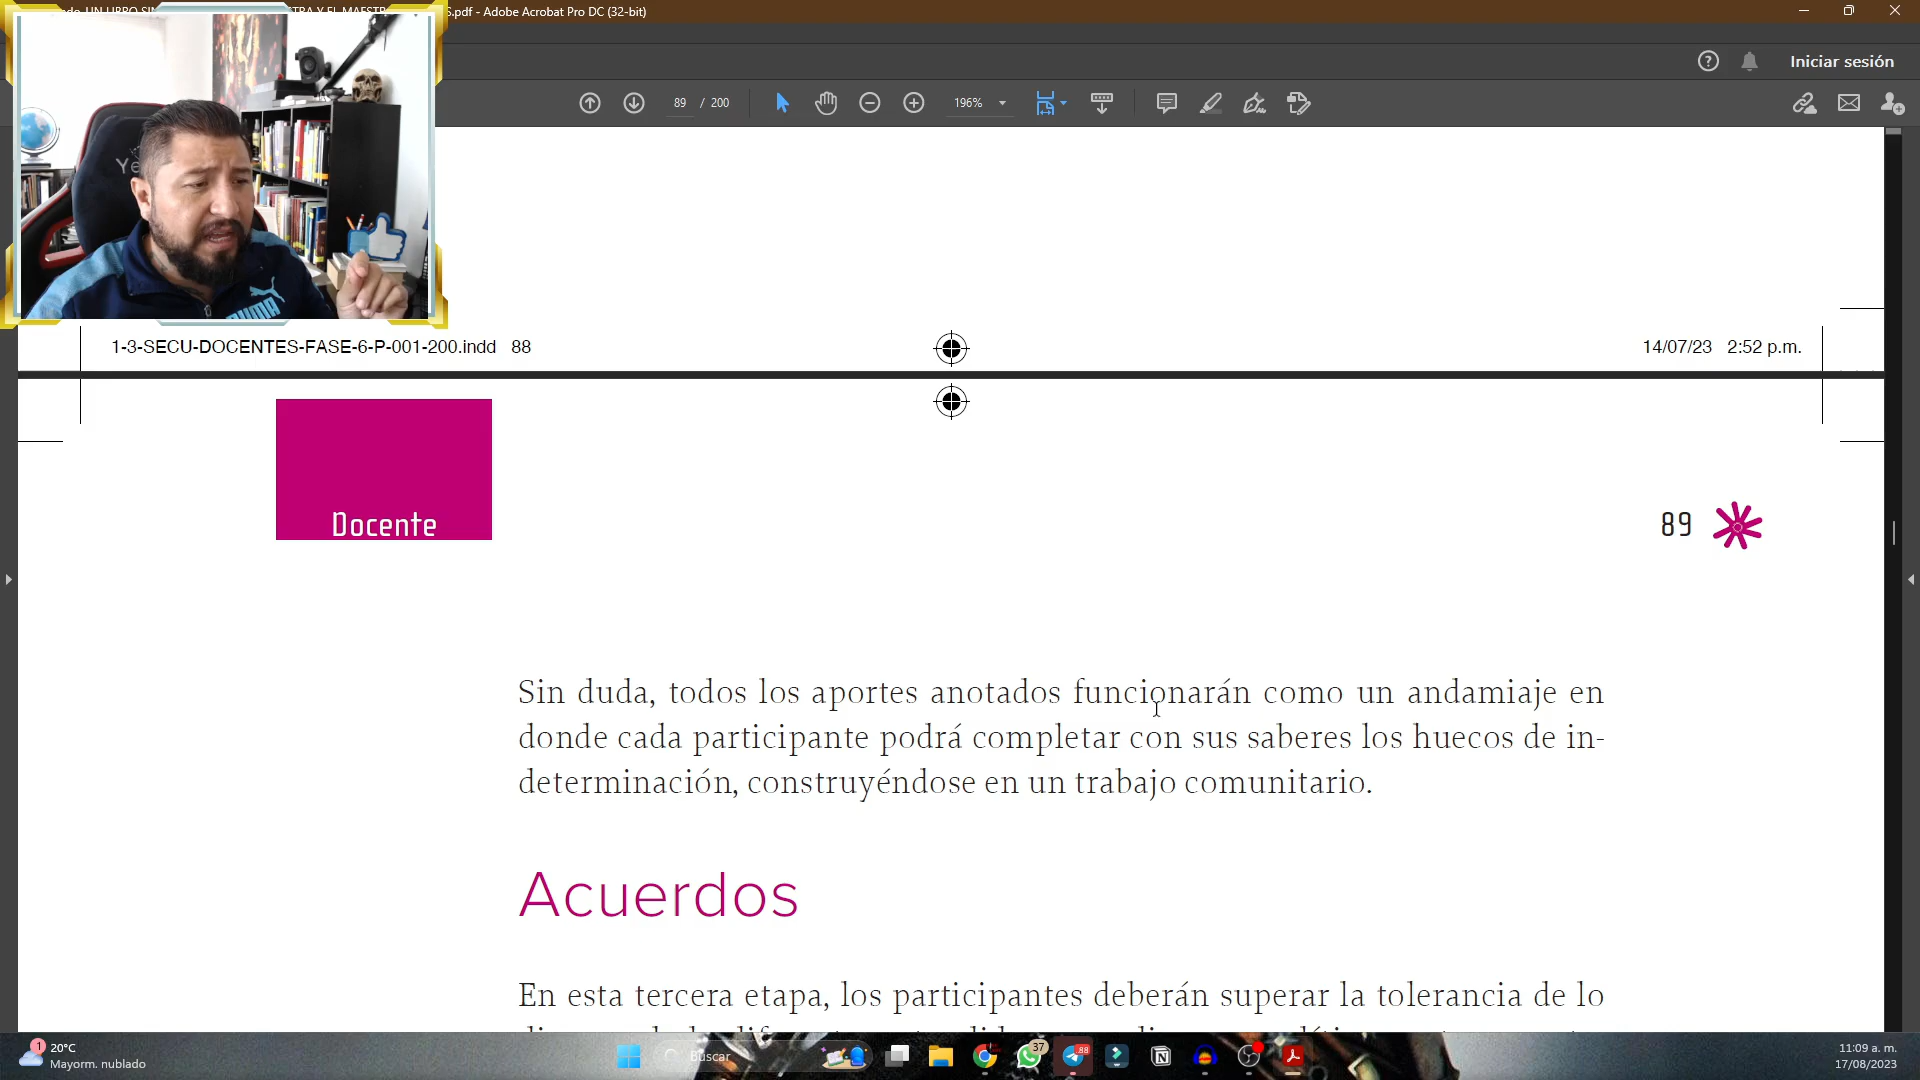 .pdf - Adobe Acrobat Pro DC (32-bit)
Iniciar sesión
89 / 200
196%
1-3-SECU-DOCENTES-FASE-6-P-001-200.indd 88
14/07/23 2:52 p.m.
Docente
89
Sin duda, todos los aportes anotados funcionarán como un andamiaje en
donde cada participante podrá completar con sus saberes los huecos de in-
determinación, construyéndose en un trabajo comunitario.
Acuerdos
En esta tercera etapa, los participantes deberán superar la tolerancia de lo
1
20°C
Mayorm. nublado
Buscar
37
88
11:09 a. m.
17/08/2023